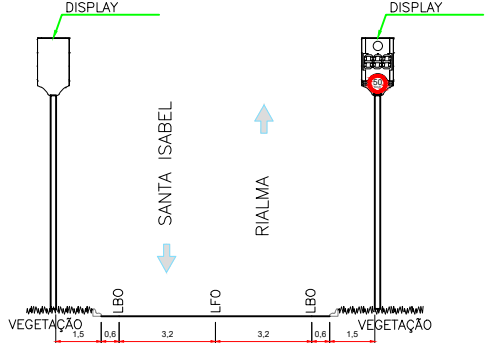 DISPLAY
DISPLAY
50
SANTA ISABEL
RIALMA
LBO
LFO
LBO
VEGETAÇÃO
VEGETAÇÃO
1,5
0,6
3,2
3,2
0,6
1,5